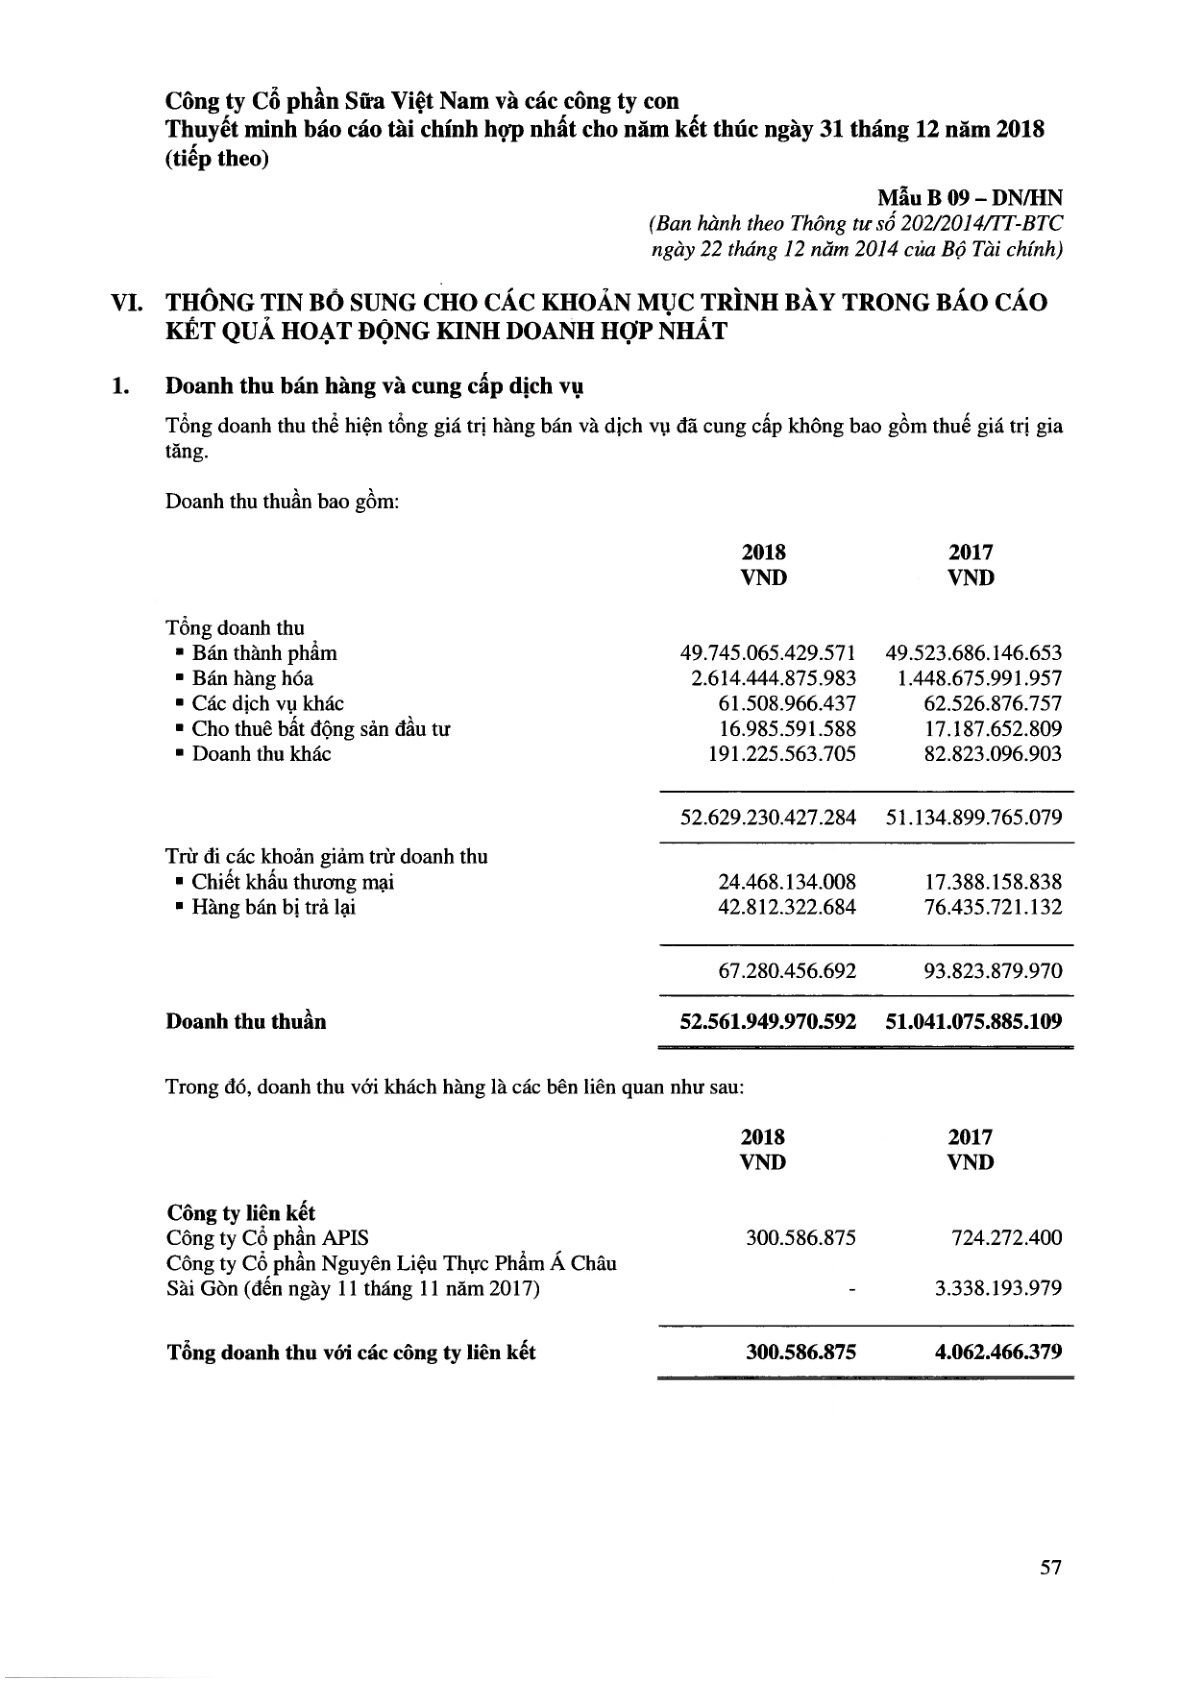 Công ty Cổ phần Sữa Việt Nam và các công ty con
Thuyết minh báo cáo tài chính hợp nhất cho năm kết thúc ngày 31 tháng 12 năm 2018
(tiếp theo)
Mẫu B 09 – DN/HN
(Ban hành theo Thông tư số 202/2014/TT-BTC
ngày 22 tháng 12 năm 2014 của Bộ Tài chính)
VI. THÔNG TIN BỔ SUNG CHO CÁC KHOẢN MỤC TRÌNH BÀY TRONG BÁO CÁO
KẾT QUẢ HOẠT ĐỘNG KINH DOANH HỢP NHẤT
1. Doanh thu bán hàng và cung cấp dịch vụ
Tổng doanh thu thể hiện tổng giá trị hàng bán và dịch vụ đã cung cấp không bao gồm thuế giá trị gia
tăng.
Doanh thu thuần bao gồm:
2018 2017
VND VND
Tổng doanh thu
▪ Bán thành phẩm 49.745.065.429.571 49.523.686.146.653
▪ Bán hàng hóa 2.614.444.875.983 1.448.675.991.957
▪ Các dịch vụ khác 61.508.966.437 62.526.876.757
▪ Cho thuê bất động sản đầu tư 16.985.591.588 17.187.652.809
▪ Doanh thu khác 191.225.563.705 82.823.096.903
52.629.230.427.284 51.134.899.765.079
Trừ đi các khoản giảm trừ doanh thu
▪ Chiết khấu thương mại 24.468.134.008 17.388.158.838
▪ Hàng bán bị trả lại 42.812.322.684 76.435.721.132
67.280.456.692 93.823.879.970
Doanh thu thuần 52.561.949.970.592 51.041.075.885.109
Trong đó, doanh thu với khách hàng là các bên liên quan như sau:
2018 2017
VND VND
Công ty liên kết
Công ty Cổ phần APIS 300.586.875 724.272.400
Công ty Cổ phần Nguyên Liệu Thực Phẩm Á Châu
Sài Gòn (đến ngày 11 tháng 11 năm 2017) - 3.338.193.979
Tổng doanh thu với các công ty liên kết 300.586.875 4.062.466.379
57